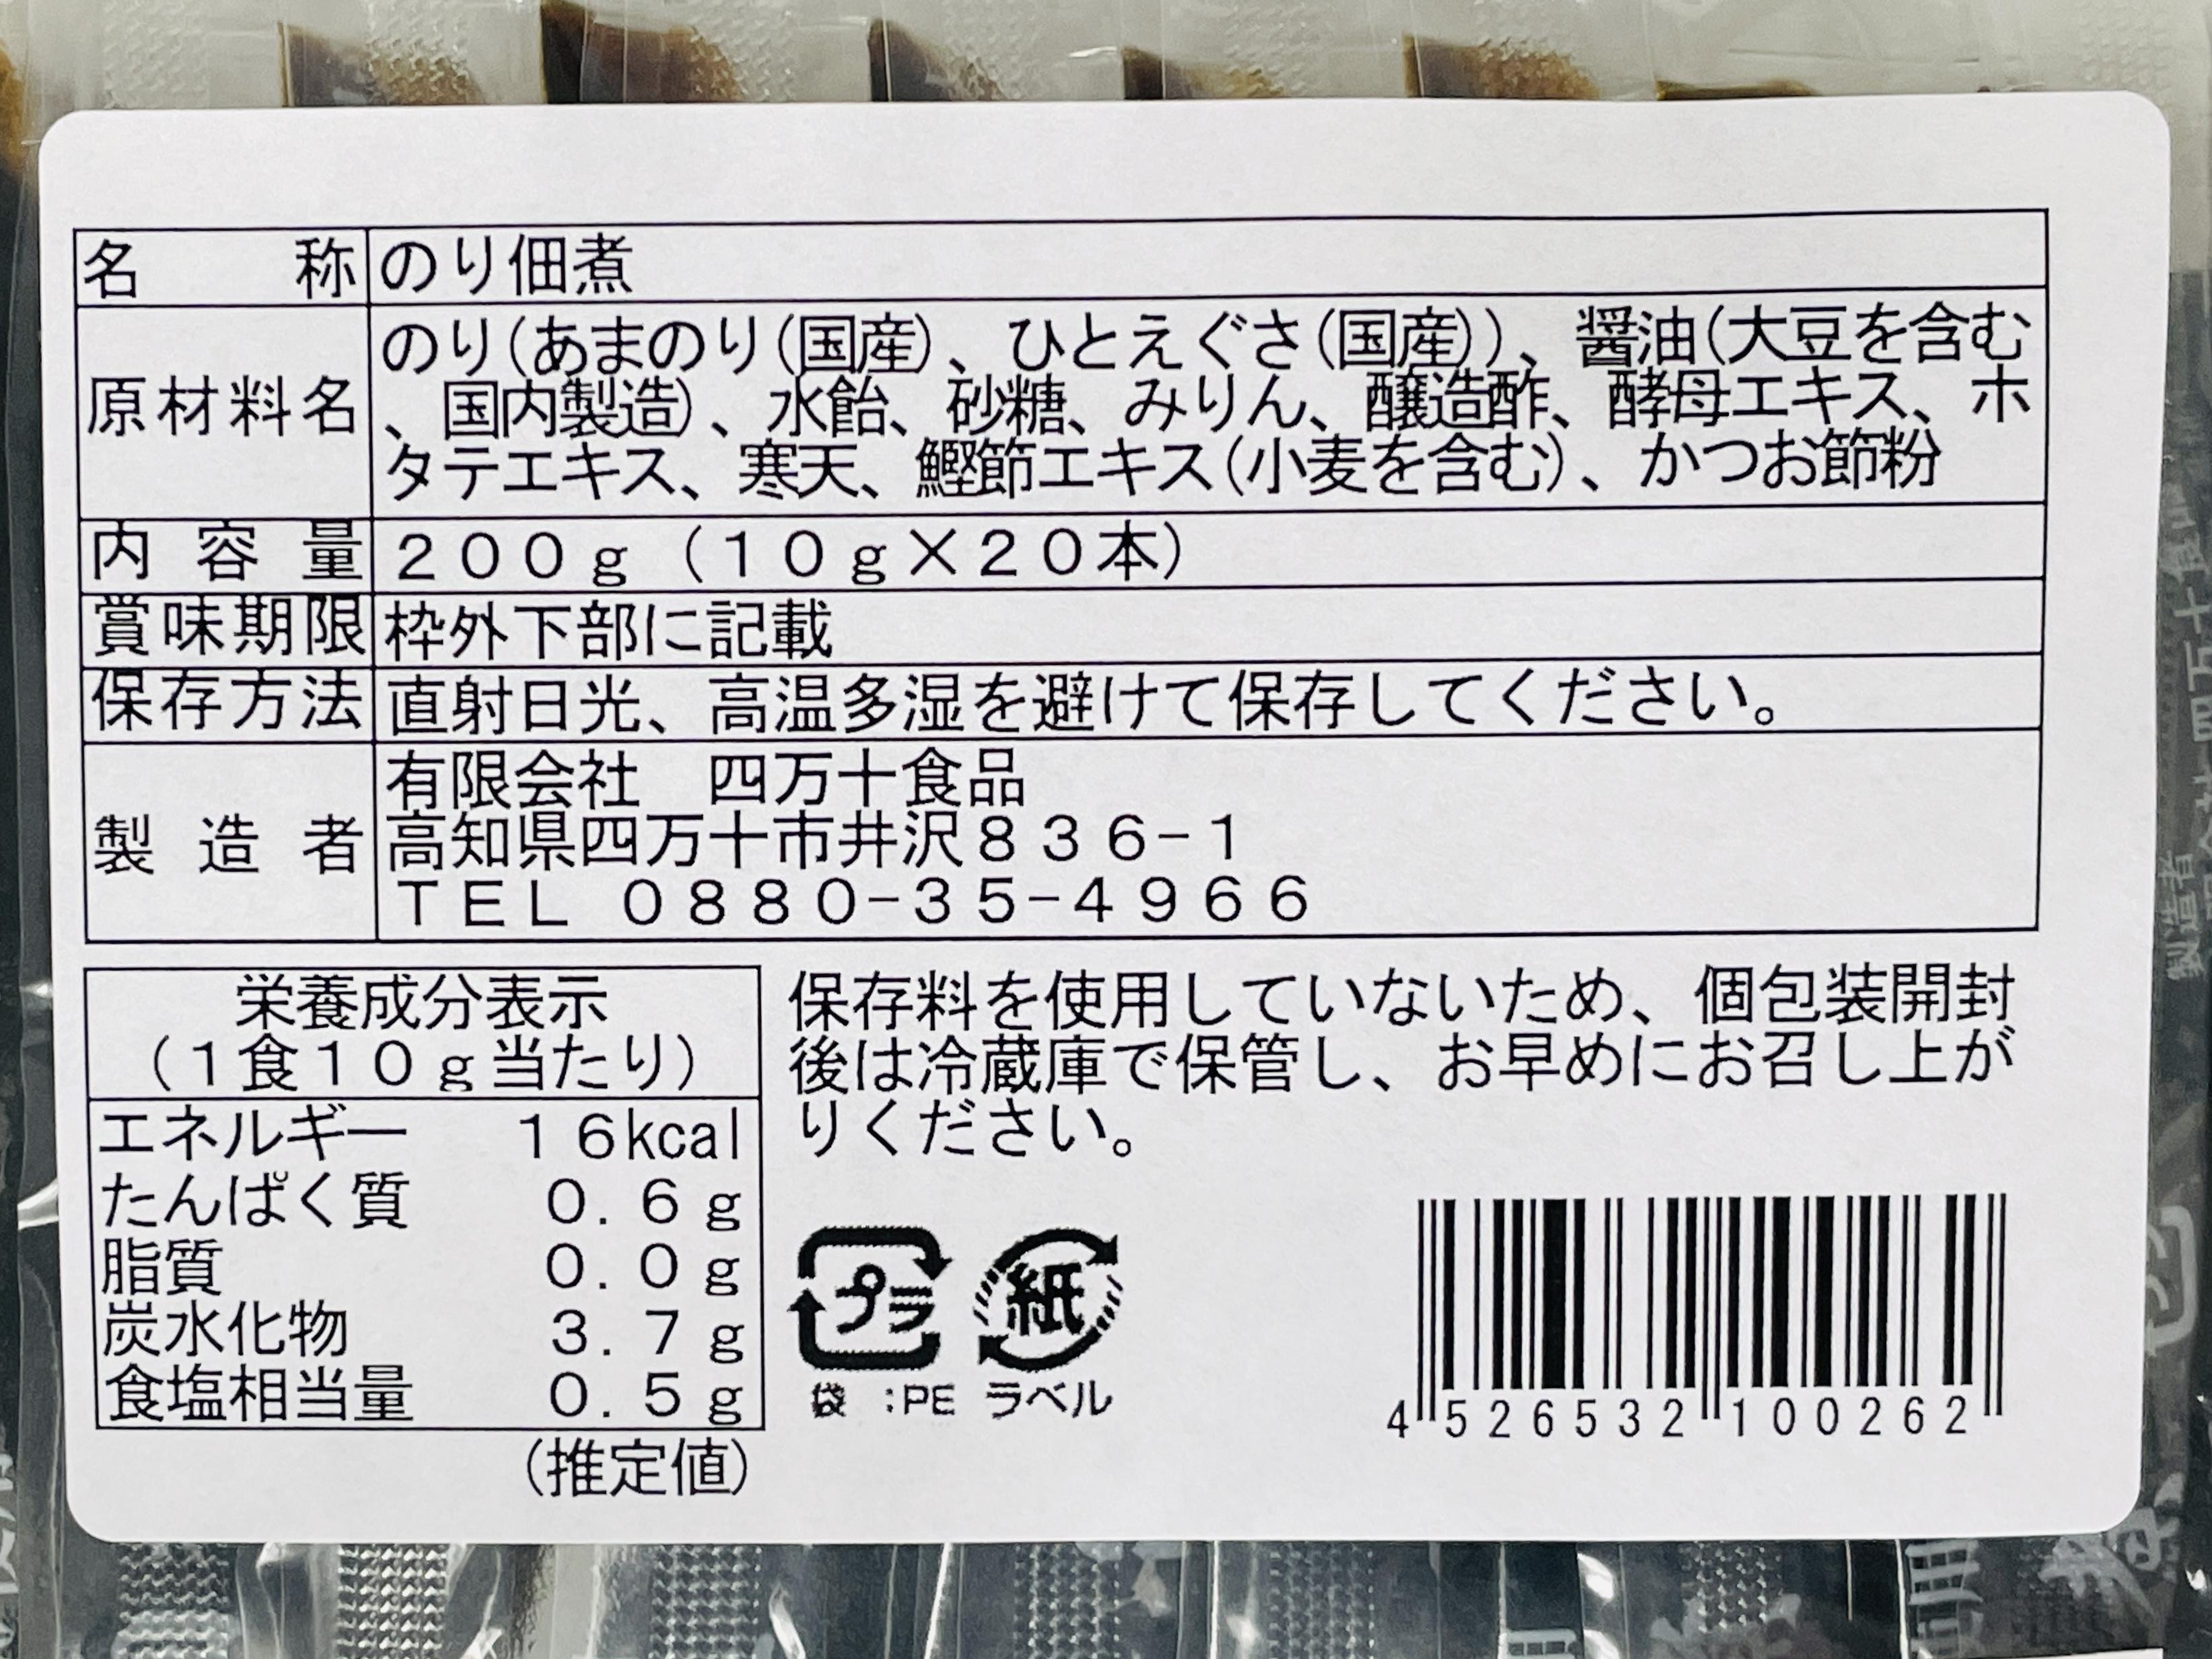 名称 のり佃煮
原材料名 のり(あまのり(国産)、ひとえぐさ(国産))、醤油(大豆を含む
、国内製造)、水飴、砂糖、みりん、醸造酢、酵母エキス、ホ
タテエキス、寒天、鰹節エキス(小麦を含む)、かつお節粉
内容量 200g(10g×20本)
賞味期限 枠外下部に記載
保存方法 直射日光、高温多湿を避けて保存してください。
製造者 有限会社 四万十食品
高知県四万十市井沢836-1
TEL 0880-35-4966
栄養成分表示
(1食10g当たり)
エネルギー 16kcal
たんぱく質 0.6g
脂質 0.0g
炭水化物 3.7g
食塩相当量 0.5g
(推定値)
保存料を使用していないため、個包装開封
後は冷蔵庫で保管し、お早めにお召し上が
りください。
プラ 紙
袋 :PE ラベル
4 526532 100262
製造者